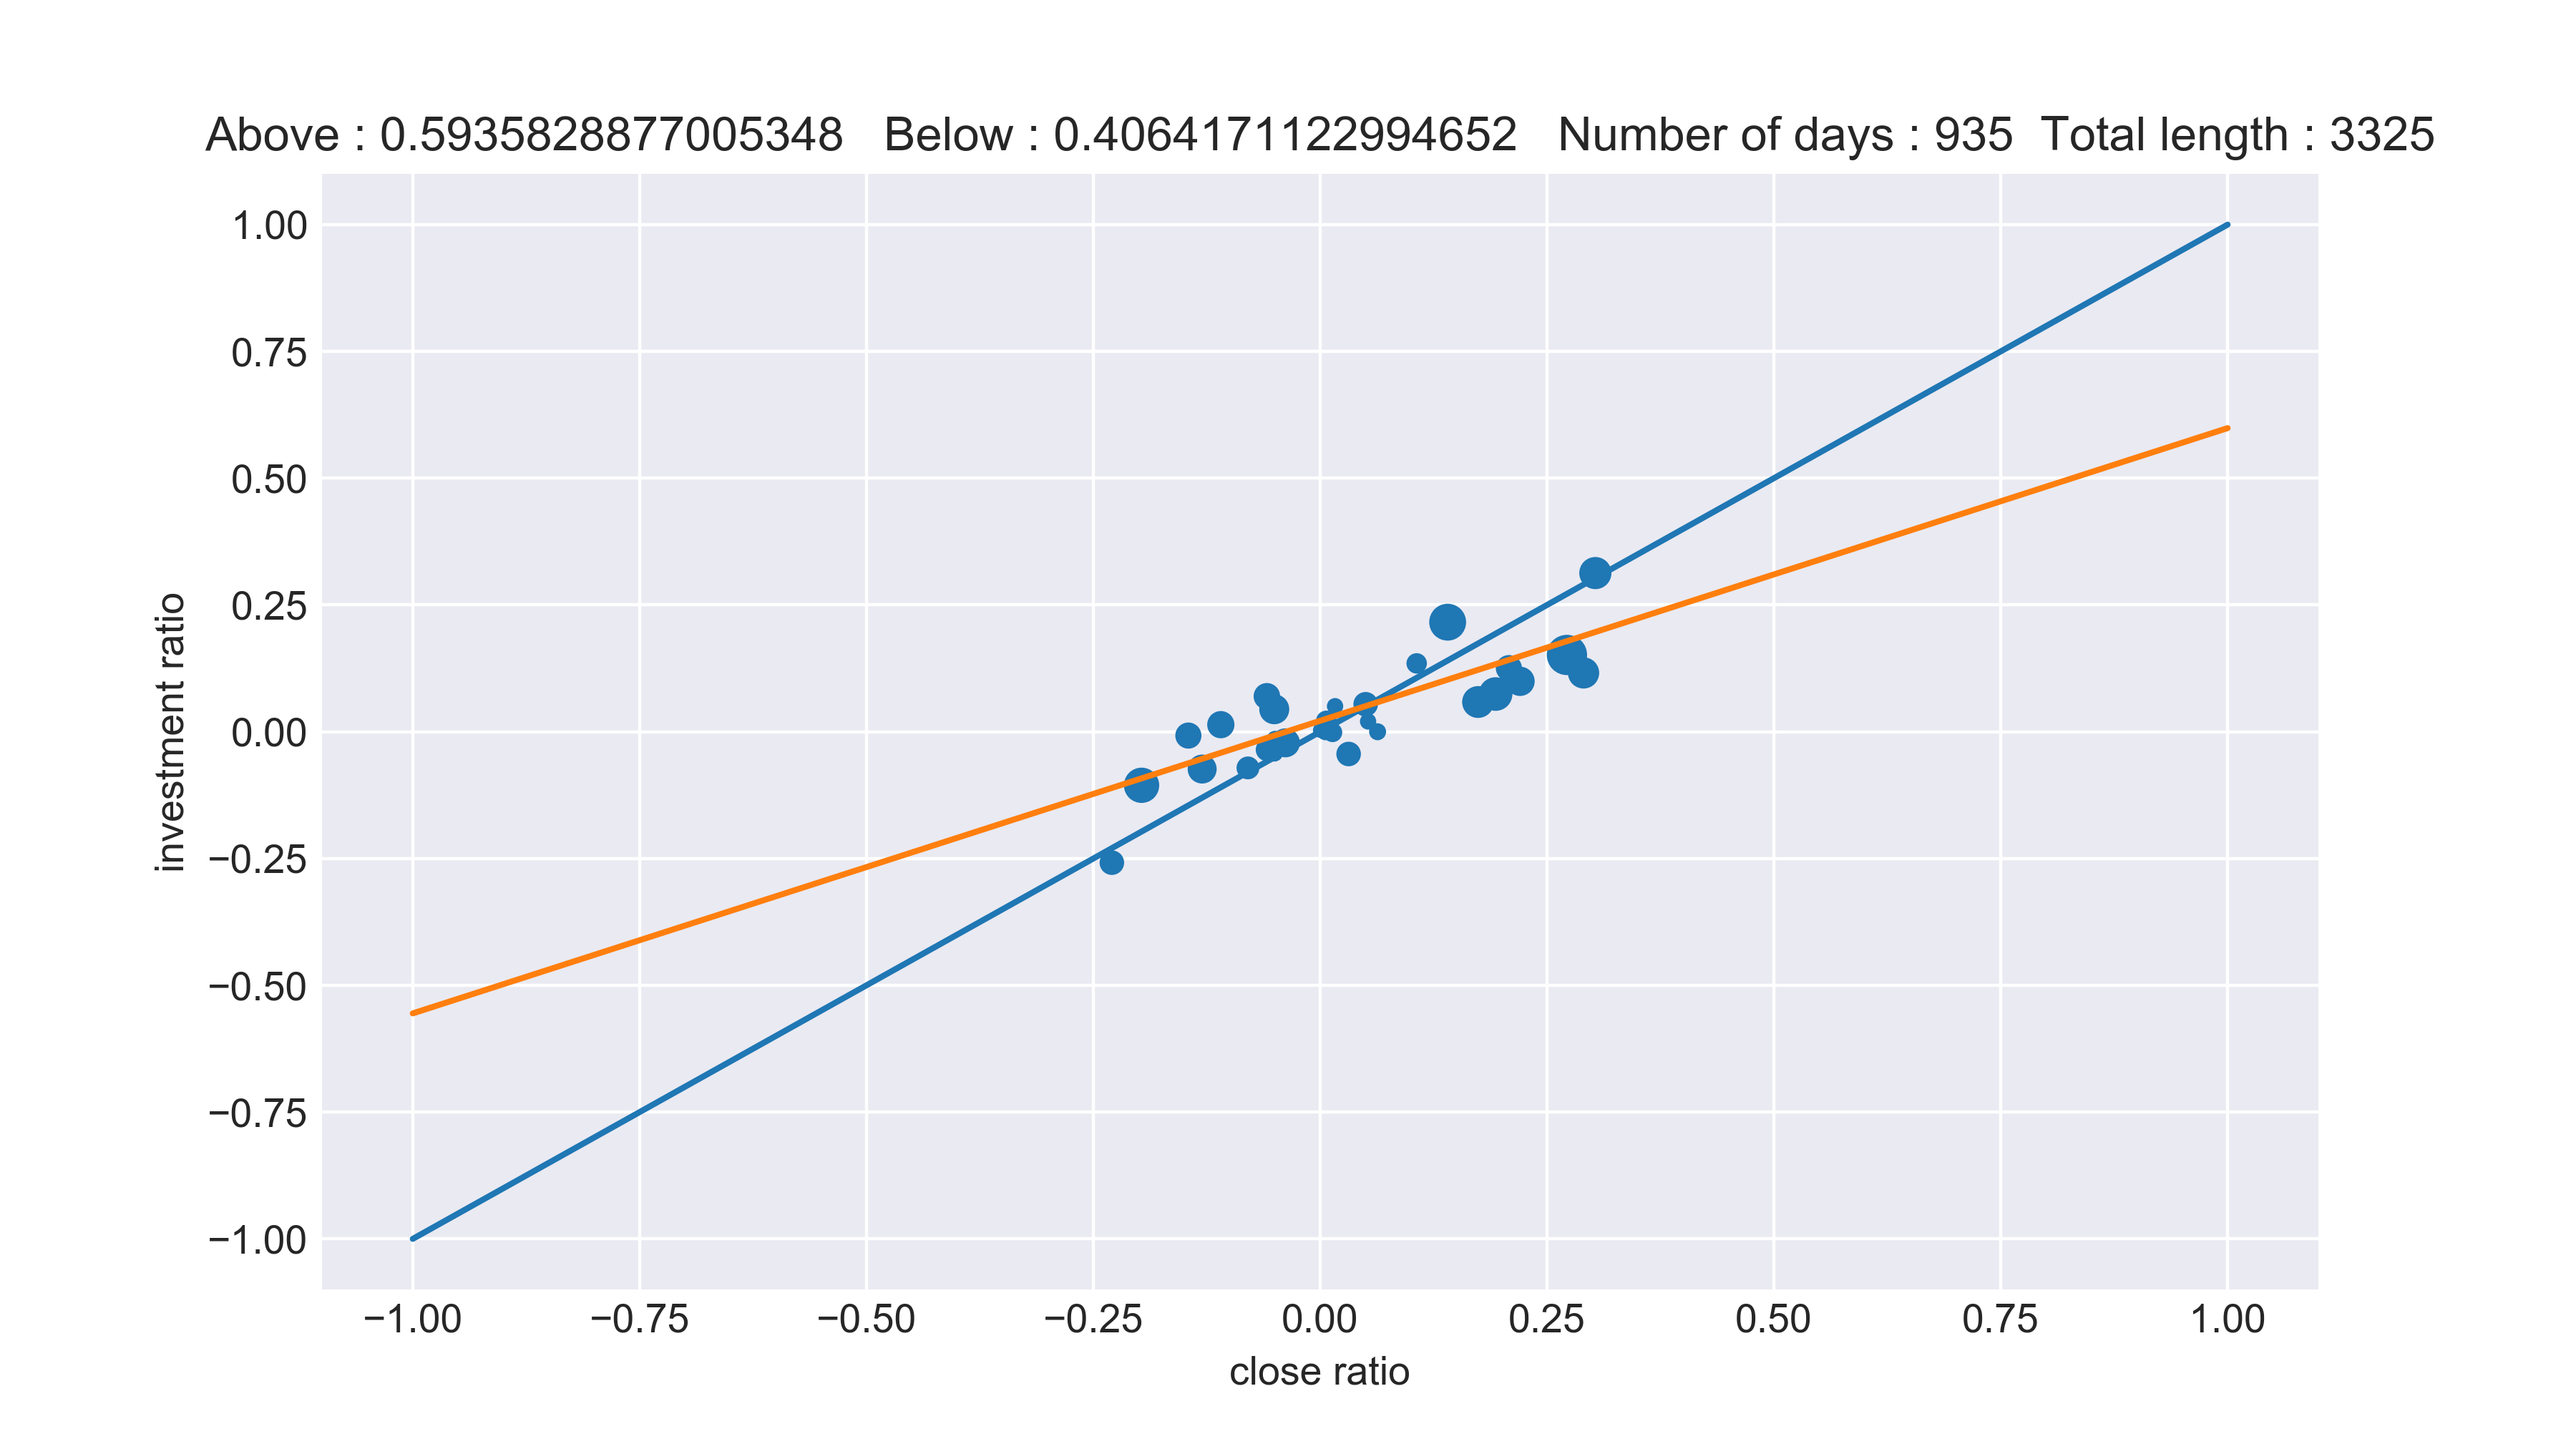 Above : 0.5935828877005348 Below : 0.4064171122994652 Number of days : 935 Total length : 3325
1.00
0.75
0.50
0.25
0.00
−0.25
−0.50
−0.75
−1.00
investment ratio
−1.00 −0.75 −0.50 −0.25 0.00 0.25 0.50 0.75 1.00
close ratio